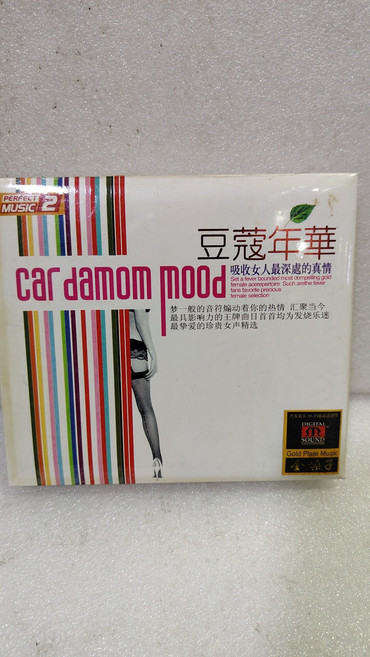 PERFECT
MUSIC 2
豆蔻年華
car damom mood
吸收女人最深處的真情
Set a fever bounded most dempelling gold
female acerepertoire Such arethe fever
fans favorite precious
female selection
梦一般的音符煽动着你的热情 汇聚当今
最具影响力的王牌曲目首首均为发烧乐迷
最挚爱的珍贵女声精选
DIGITAL
SOUND
Gold Plate Music